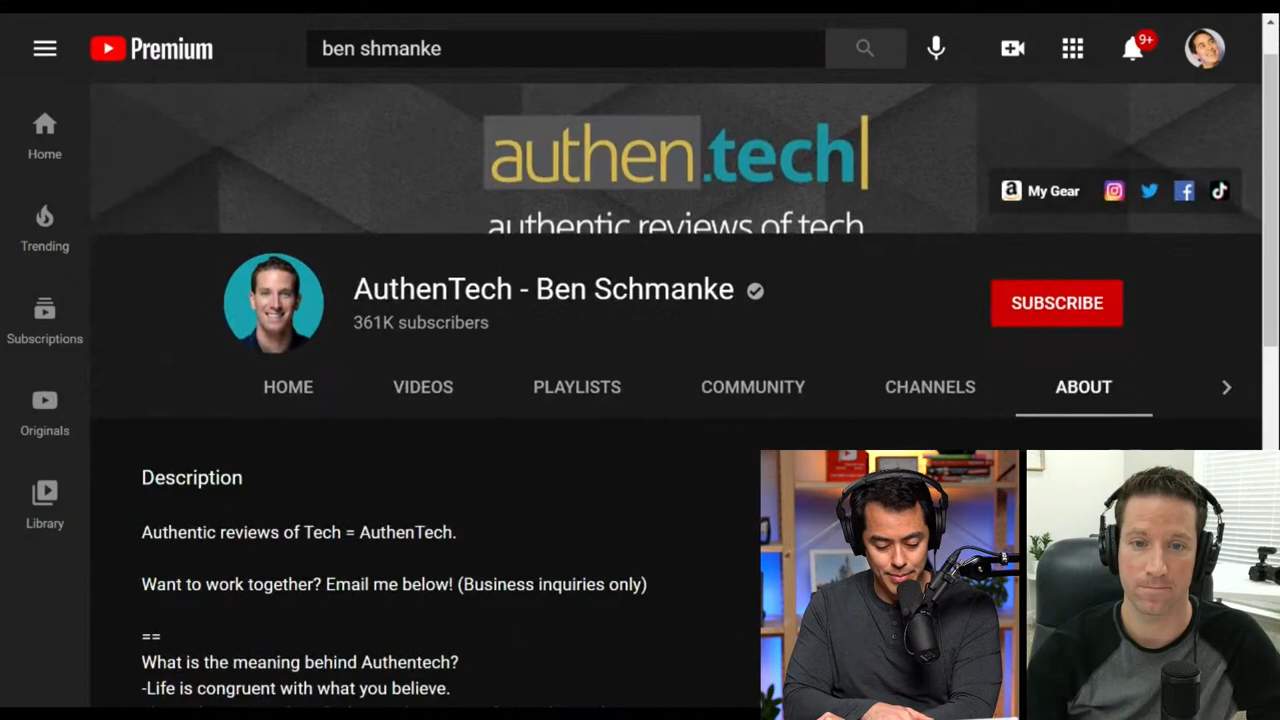 Premium
ben shmanke
9+
authen.tech
authentic reviews of tech
My Gear
Home
Trending
Subscriptions
Originals
Library
AuthenTech - Ben Schmanke
361K subscribers
SUBSCRIBE
HOME VIDEOS PLAYLISTS COMMUNITY CHANNELS ABOUT
Description
Authentic reviews of Tech = AuthenTech.
Want to work together? Email me below! (Business inquiries only)
==
What is the meaning behind Authentech?
-Life is congruent with what you believe.